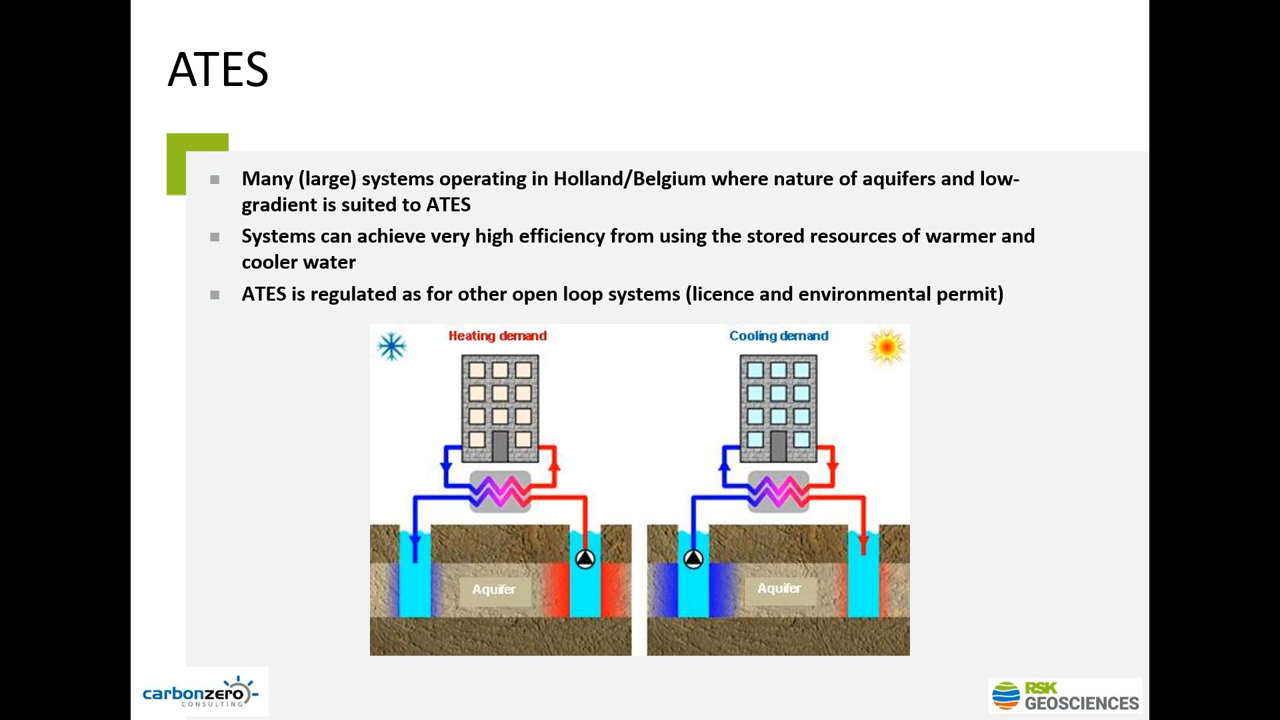 ATES
Many (large) systems operating in Holland/Belgium where nature of aquifers and low-
gradient is suited to ATES
Systems can achieve very high efficiency from using the stored resources of warmer and
cooler water
ATES is regulated as for other open loop systems (licence and environmental permit)
Heating demand
Cooling demand
Aquifer
Aquifer
carbonzero
CONSULTING
RSK
GEOSCIENCES